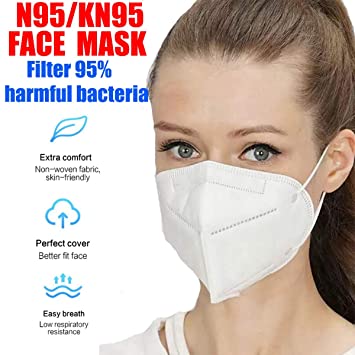 N95/KN95
FACE MASK
Filter 95%
harmful bacteria
Extra comfort
Non-woven fabric,
skin-friendly
Perfect cover
Better fit face
Easy breath
Low respiratory
resistance